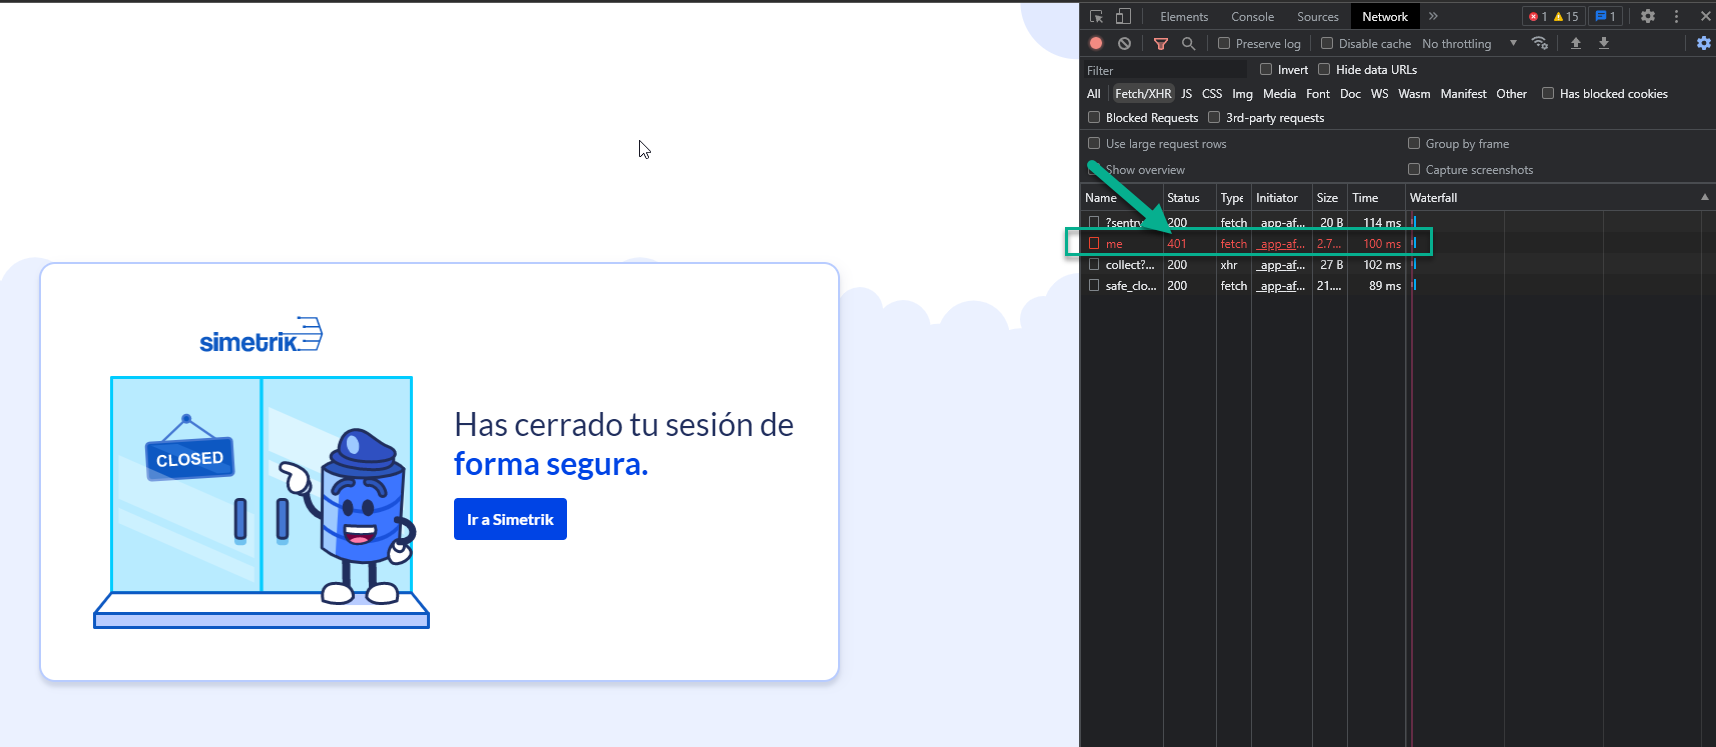 simetrik
CLOSED
Has cerrado tu sesión de
forma segura.
Ir a Simetrik
Elements Console Sources Network 1 15 1
Preserve log Disable cache No throttling
Filter Invert Hide data URLs
All Fetch/XHR JS CSS Img Media Font Doc WS Wasm Manifest Other Has blocked cookies
Blocked Requests 3rd-party requests
Use large request rows Group by frame
Show overview Capture screenshots
Name Status Type Initiator Size Time Waterfall
?sentry 200 fetch _app-af... 20 B 114 ms
me 401 fetch _app-af... 2.7... 100 ms
collect?... 200 xhr _app-af... 27 B 102 ms
safe_clo... 200 fetch _app-af... 21.... 89 ms